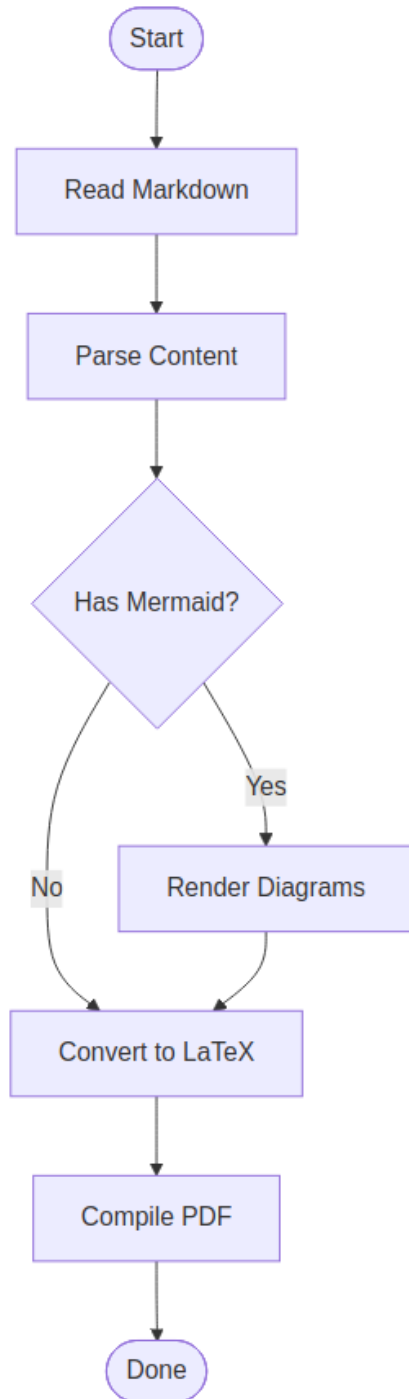 Start
Read Markdown
Parse Content
Has Mermaid?
Yes
No
Render Diagrams
Convert to LaTeX
Compile PDF
Done